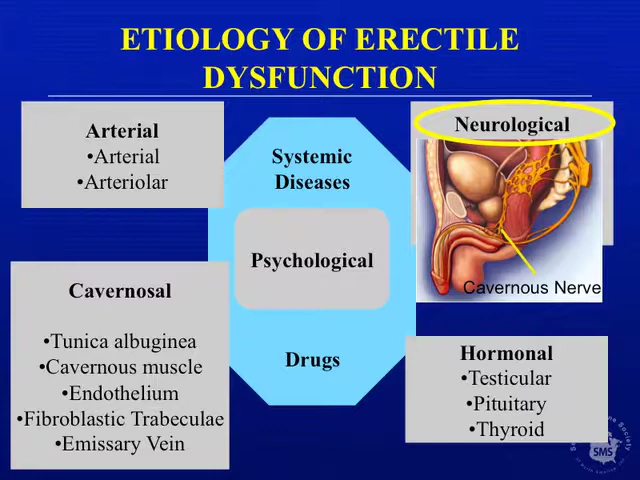 ETIOLOGY OF ERECTILE
DYSFUNCTION
Arterial
•Arterial
•Arteriolar
Systemic
Diseases
Neurological
Cavernous Nerve
Psychological
Cavernosal
•Tunica albuginea
•Cavernous muscle
•Endothelium
•Fibroblastic Trabeculae
•Emissary Vein
Drugs
Hormonal
•Testicular
•Pituitary
•Thyroid
SMS